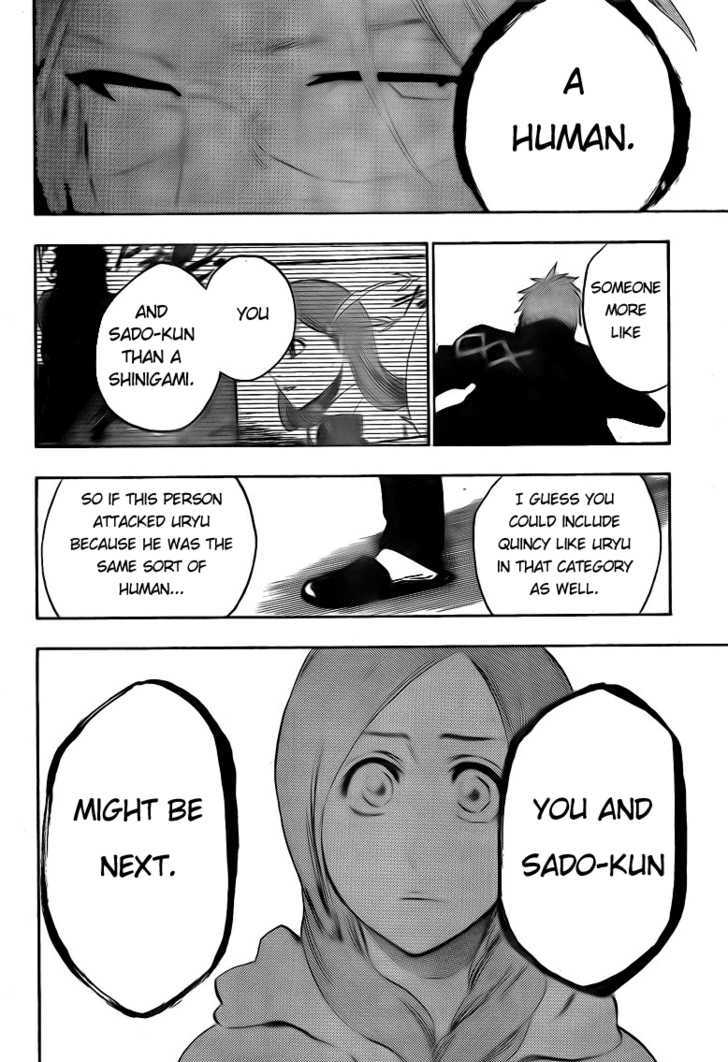 A
HUMAN.
SOMEONE
MORE
LIKE
YOU
AND
SADO-KUN
THAN A
SHINIGAMI.
I GUESS YOU
COULD INCLUDE
QUINCY LIKE URYU
IN THAT CATEGORY
AS WELL.
SO IF THIS PERSON
ATTACKED URYU
BECAUSE HE WAS THE
SAME SORT OF
HUMAN...
YOU AND
SADO-KUN
MIGHT BE
NEXT.